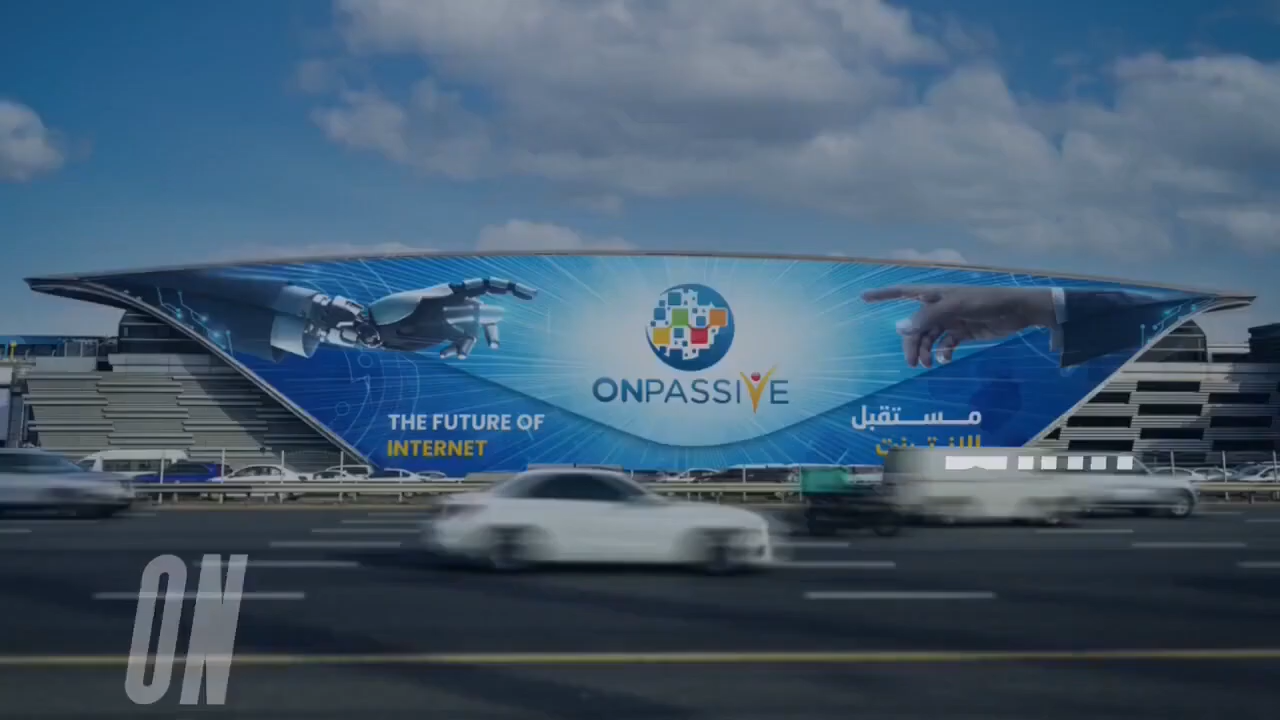 ONPASSIVE
THE FUTURE OF
INTERNET
مستقبل
ON